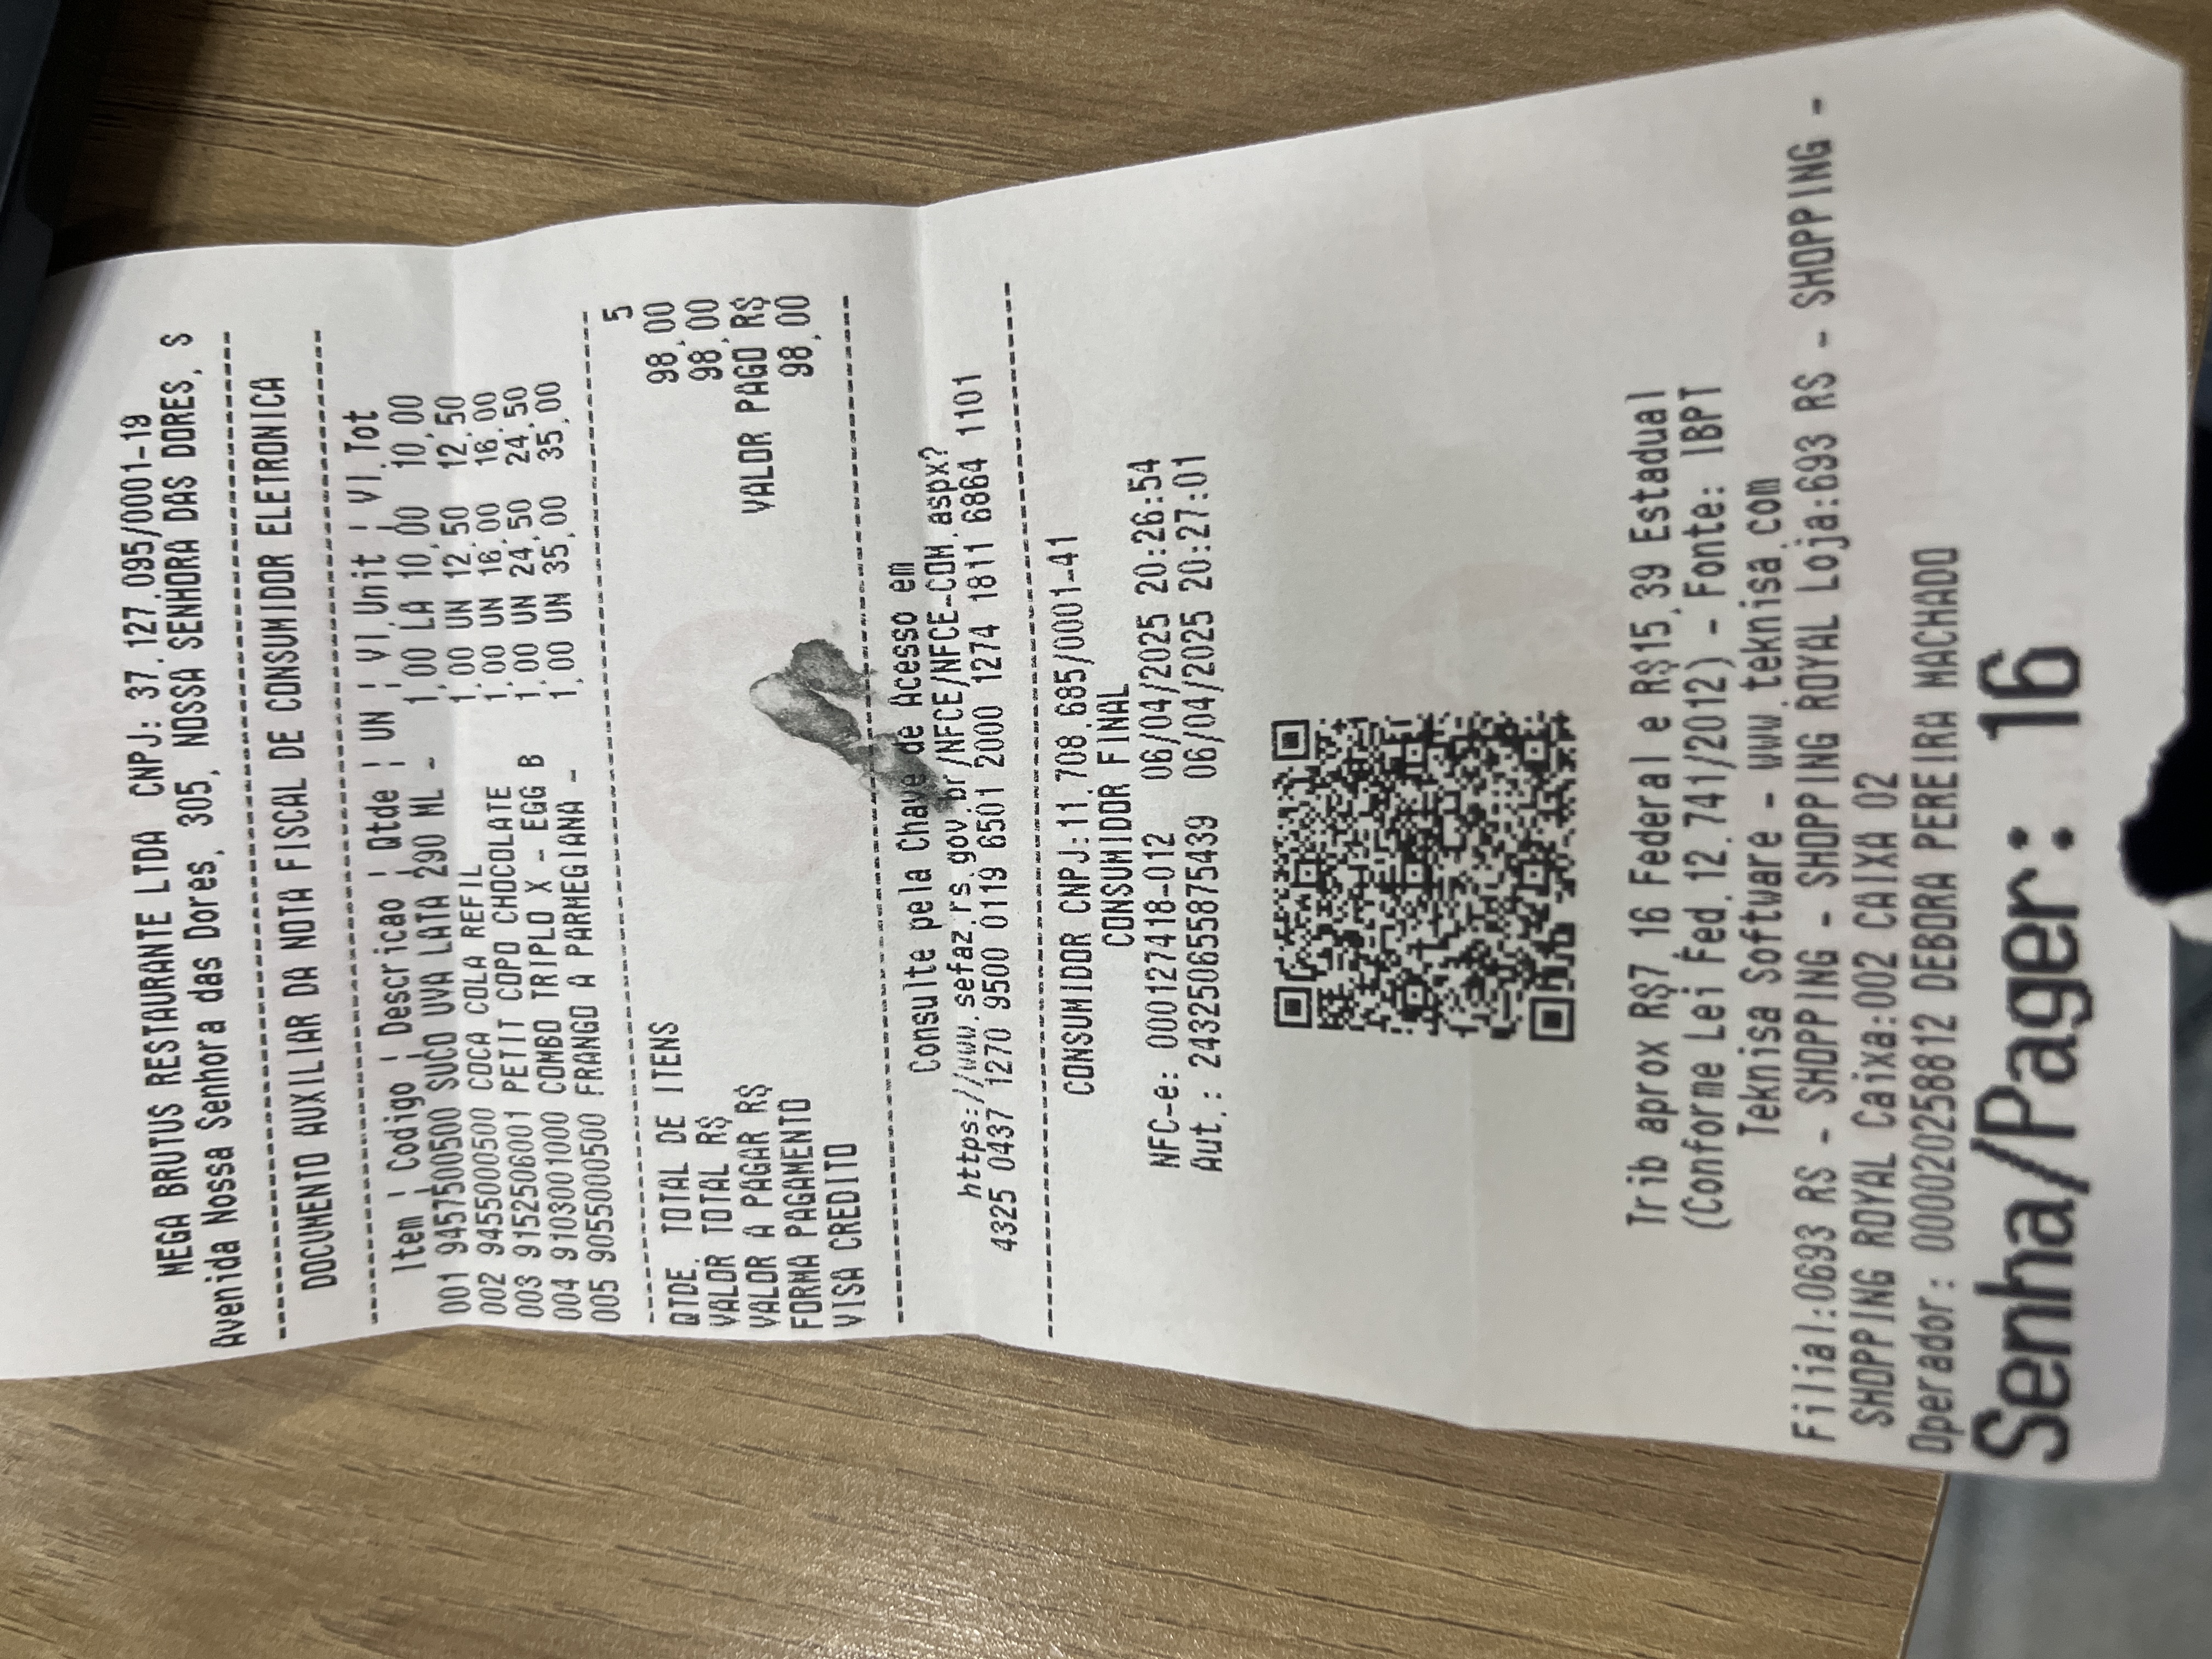 MEGA BRUTUS RESTAURANTE LTDA CNPJ: 37.127.095/0001-19
Avenida Nossa Senhora das Dores, 305, NOSSA SENHORA DAS DORES, S
DOCUMENTO AUXILIAR DA NOTA FISCAL DE CONSUMIDOR ELETRONICA
Item | Codigo | Descricao | Qtde | UN | Vl.Unit | Vl.Tot
001 9457500500 SUCO UVA LATA 290 ML - 1,00 LA 10,00 10,00
002 9455000500 COCA COLA REFIL 1,00 UN 12,50 12,50
003 9152506001 PETIT COPO CHOCOLATE 1,00 UN 16,00 16,00
004 9103001000 COMBO TRIPLO X - EGG B 1,00 UN 24,50 24,50
005 9055000500 FRANGO A PARMEGIANA - 1,00 UN 35,00 35,00
QTDE. TOTAL DE ITENS 5
VALOR TOTAL R$ 98,00
VALOR A PAGAR R$ 98,00
FORMA PAGAMENTO VALOR PAGO R$
VISA CREDITO 98,00
Consulte pela Chave de Acesso em
https://www.sefaz.rs.gov.br/NFCE/NFCE-COM.aspx?
4325 0437 1270 9500 0119 6501 2000 1274 1811 6864 1101
CONSUMIDOR CNPJ:11.708.685/0001-41
CONSUMIDOR FINAL
NFC-e: 000127418-012 06/04/2025 20:26:54
Aut.: 243250655875439 06/04/2025 20:27:01
Trib aprox R$7,16 Federal e R$15,39 Estadual
(Conforme Lei Fed.12.741/2012) - Fonte: IBPT
Teknisa Software - www.teknisa.com
Filial:0693 RS - SHOPPING - SHOPPING ROYAL Loja:693 RS - SHOPPING -
SHOPPING ROYAL Caixa:002 CAIXA 02
Operador: 000020258812 DEBORA PEREIRA MACHADO
Senha/Pager: 16